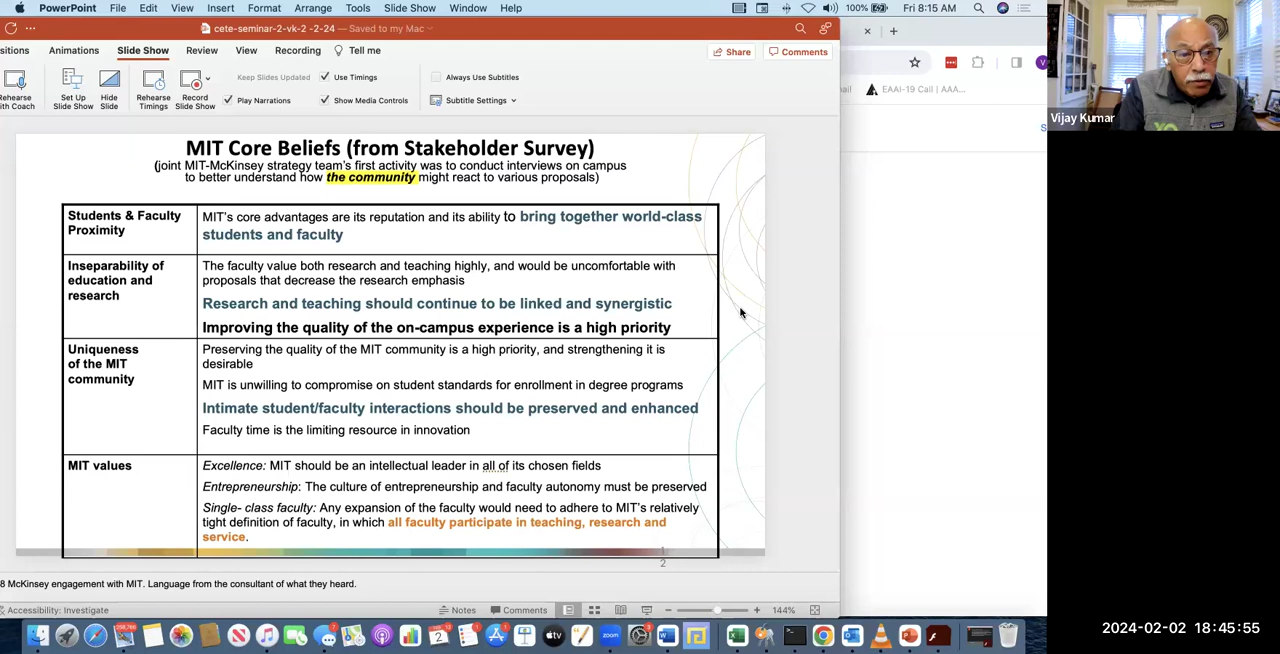 PowerPoint File Edit View Insert Format Arrange Tools Slide Show Window Help 100% Fri 8:15 AM
cete-seminar-2-vk-2 -2-24 — Saved to my Mac
sitions Animations Slide Show Review View Recording Tell me Share Comments
Rehearse with Coach
Set Up Slide Show
Hide Slide
Rehearse Timings
Record Slide Show
Keep Slides Updated Use Timings Always Use Subtitles
Play Narrations Show Media Controls Subtitle Settings
EAAI-19 Call | AAA...
Vijay Kumar
MIT Core Beliefs (from Stakeholder Survey)
(joint MIT-McKinsey strategy team's first activity was to conduct interviews on campus
to better understand how the community might react to various proposals)
Students & Faculty
Proximity
MIT's core advantages are its reputation and its ability to bring together world-class
students and faculty
Inseparability of
education and
research
The faculty value both research and teaching highly, and would be uncomfortable with
proposals that decrease the research emphasis
Research and teaching should continue to be linked and synergistic
Improving the quality of the on-campus experience is a high priority
Uniqueness
of the MIT
community
Preserving the quality of the MIT community is a high priority, and strengthening it is
desirable
MIT is unwilling to compromise on student standards for enrollment in degree programs
Intimate student/faculty interactions should be preserved and enhanced
Faculty time is the limiting resource in innovation
MIT values
Excellence: MIT should be an intellectual leader in all of its chosen fields
Entrepreneurship: The culture of entrepreneurship and faculty autonomy must be preserved
Single- class faculty: Any expansion of the faculty would need to adhere to MIT's relatively
tight definition of faculty, in which all faculty participate in teaching, research and
service.
1
2
8 McKinsey engagement with MIT. Language from the consultant of what they heard.
Accessibility: Investigate Notes Comments 144%
2024-02-02 18:45:55